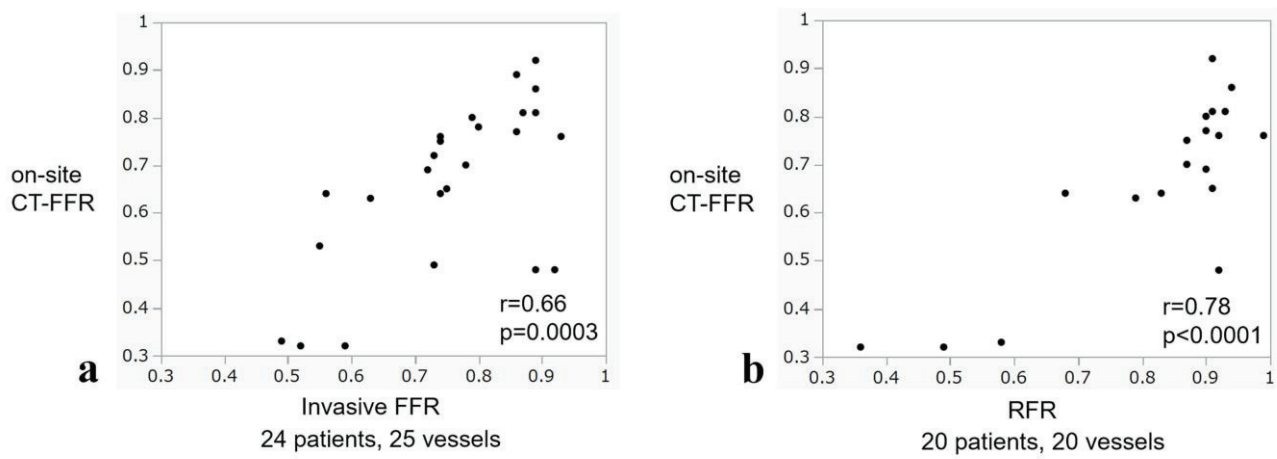 1
0.9
0.8
0.7
0.6
0.5
0.4
0.3
on-site
CT-FFR
r=0.66
p=0.0003
0.3 0.4 0.5 0.6 0.7 0.8 0.9 1
a
Invasive FFR
24 patients, 25 vessels
1
0.9
0.8
0.7
0.6
0.5
0.4
0.3
on-site
CT-FFR
r=0.78
p<0.0001
0.3 0.4 0.5 0.6 0.7 0.8 0.9 1
b
RFR
20 patients, 20 vessels